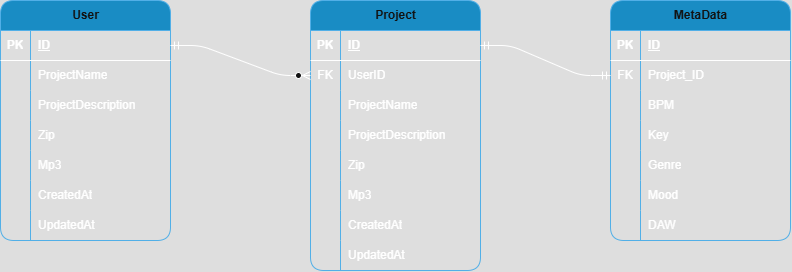 User
PK ID
ProjectName
ProjectDescription
Zip
Mp3
CreatedAt
UpdatedAt
Project
PK ID
FK UserID
ProjectName
ProjectDescription
Zip
Mp3
CreatedAt
UpdatedAt
MetaData
PK ID
FK Project_ID
BPM
Key
Genre
Mood
DAW